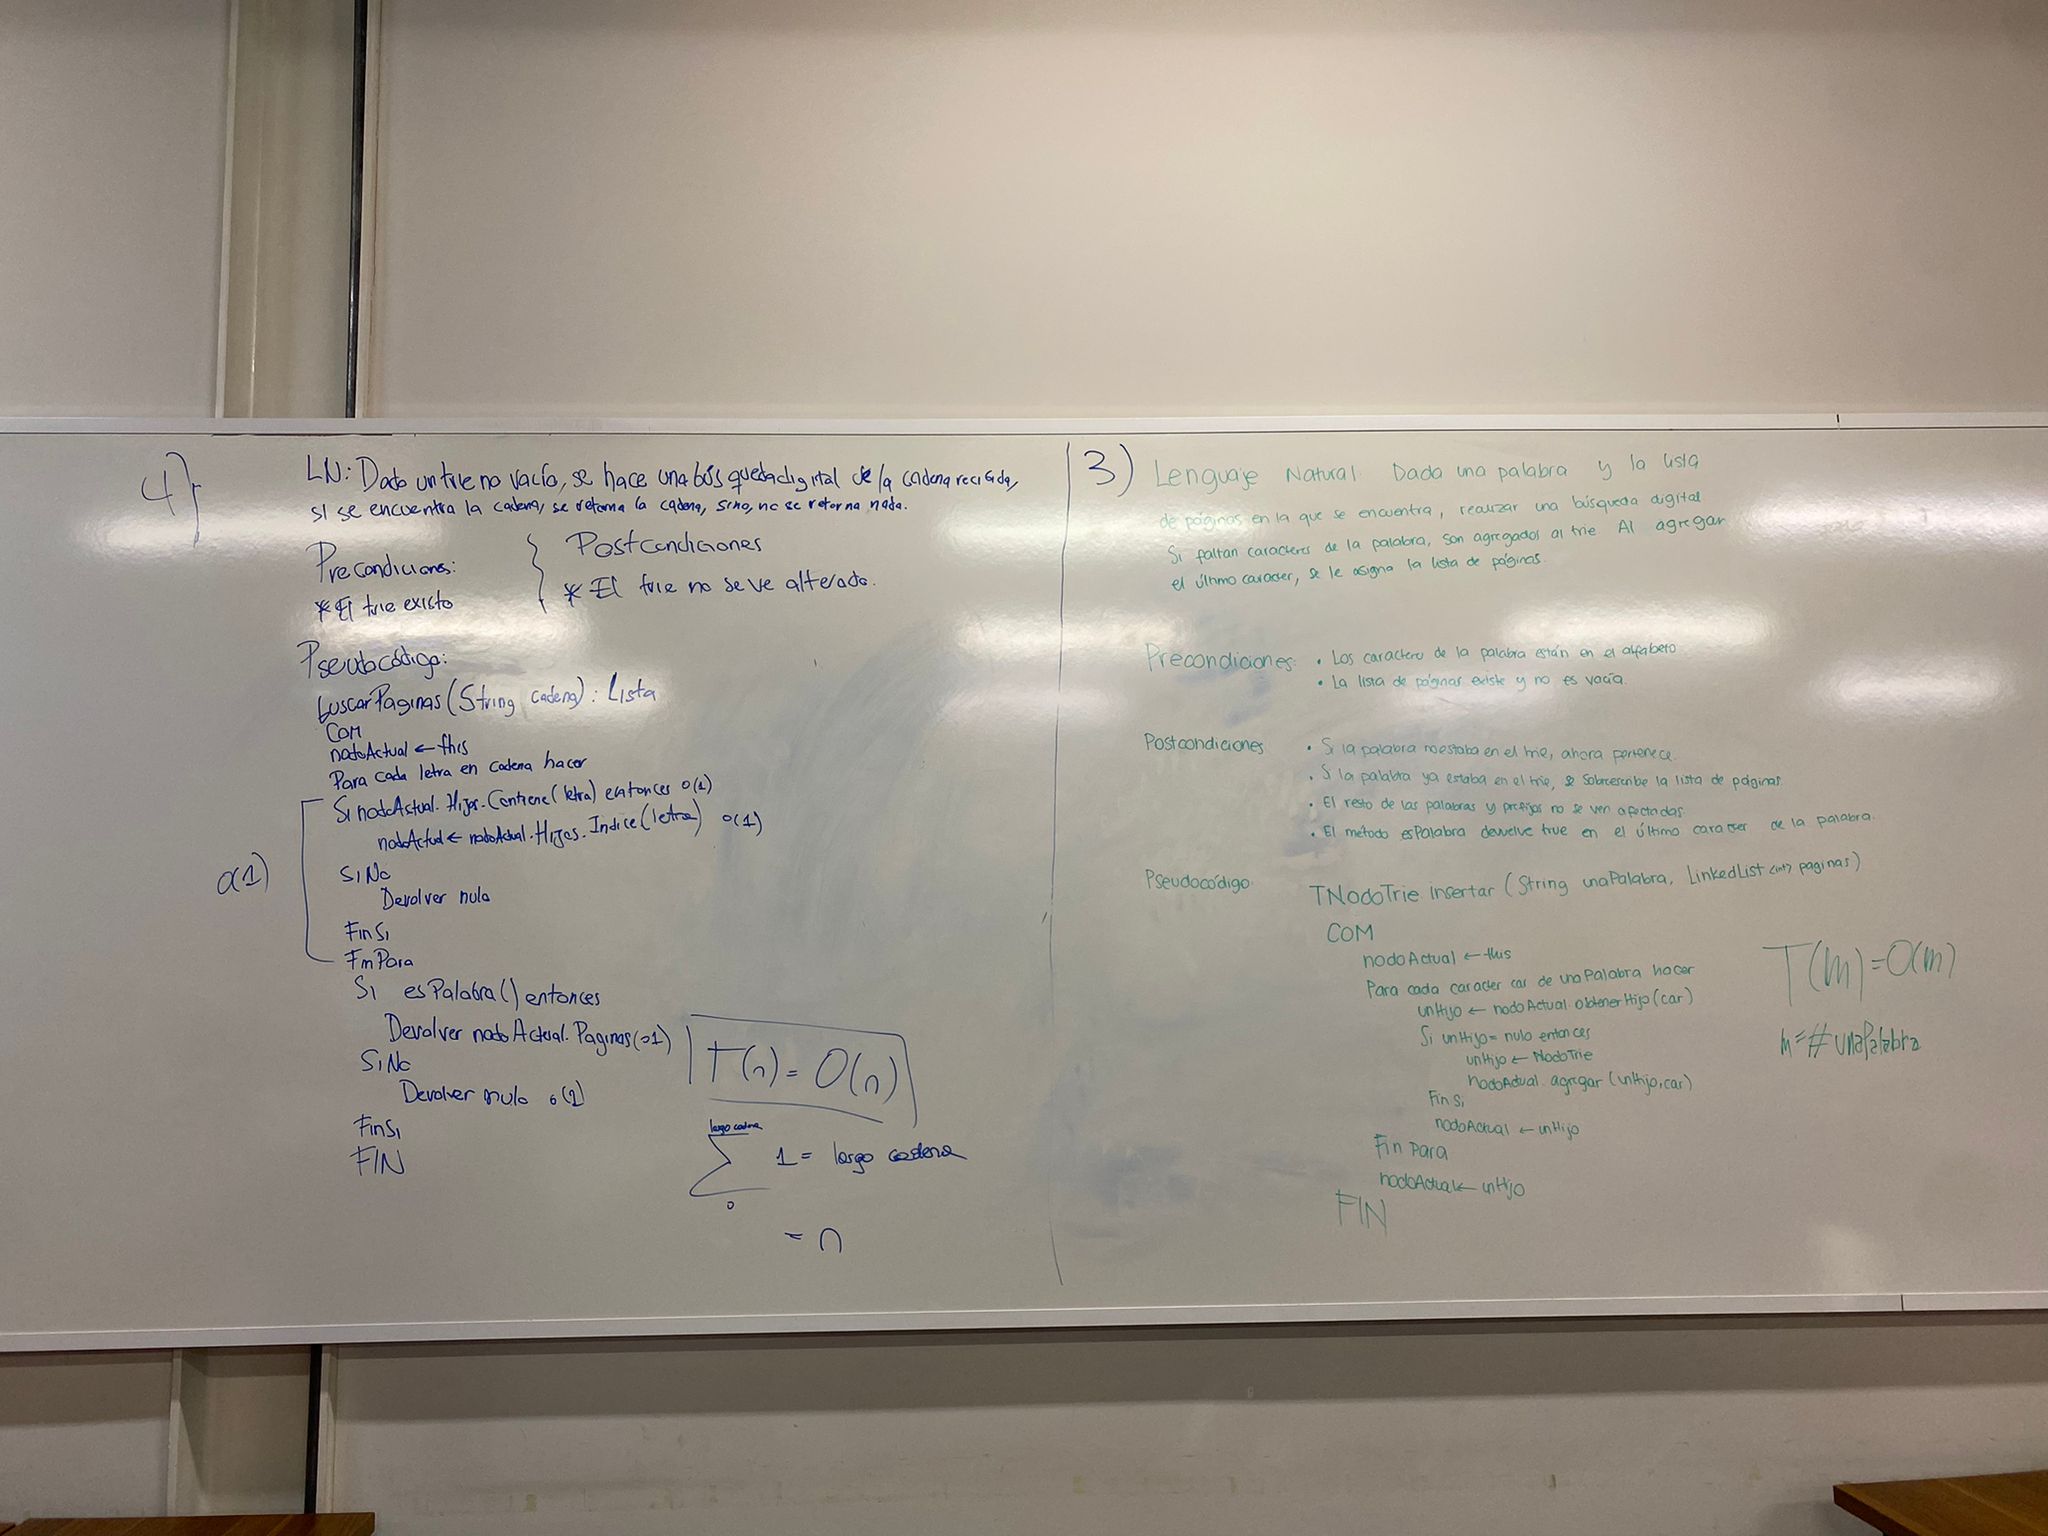 4)
LN: Dado un trie no vacío, se hace una búsqueda digital de la cadena recibida,
si se encuentra la cadena, se retorna la cadena, sino, no se retorna nada.
Precondiciones:
* El trie existe
Postcondiciones
* El trie no se ve alterado.
Pseudocódigo:
buscarPaginas(String cadena): Lista
COM
nodoActual ← this
Para cada letra en cadena hacer
Si nodoActual.Hijos.Contiene(letra) entonces O(1)
nodoActual ← nodoActual.Hijos.Indice(letra) O(1)
O(1)
SiNo
Devolver nulo
FinSi
FinPara
Si esPalabra() entonces
Devolver nodoActual.Paginas (O1)
SiNo
Devolver nulo O(1)
FinSi
FIN
T(n) = O(n)
largo cadena
∑ 1 = largo cadena
0
= n
3) Lenguaje Natural Dada una palabra y la lista
de páginas en la que se encuentra, realizar una búsqueda digital
Si faltan caracteres de la palabra, son agregados al trie Al agregar
el último caracter, se le asigna la lista de páginas.
Precondiciones: • Los caracteres de la palabra están en el alfabeto
• La lista de páginas existe y no es vacía.
Postcondiciones • Si la palabra no estaba en el trie, ahora pertenece.
• Si la palabra ya estaba en el trie, se sobrescribe la lista de páginas
• El resto de las palabras y prefijos no se ven afectados.
• El método esPalabra devuelve true en el último caracter de la palabra.
Pseudocódigo TNodoTrie insertar (String unaPalabra, LinkedList<int> paginas)
COM
nodoActual ← this
Para cada caracter car de unaPalabra hacer
unHijo ← nodoActual.obtenerHijo(car)
Si unHijo = nulo entonces
unHijo ← NodoTrie
nodoActual.agregar(unHijo, car)
Fin Si
nodoActual ← unHijo
Fin Para
nodoActual ← unHijo
FIN
T(m) = O(m)
m = # unaPalabra